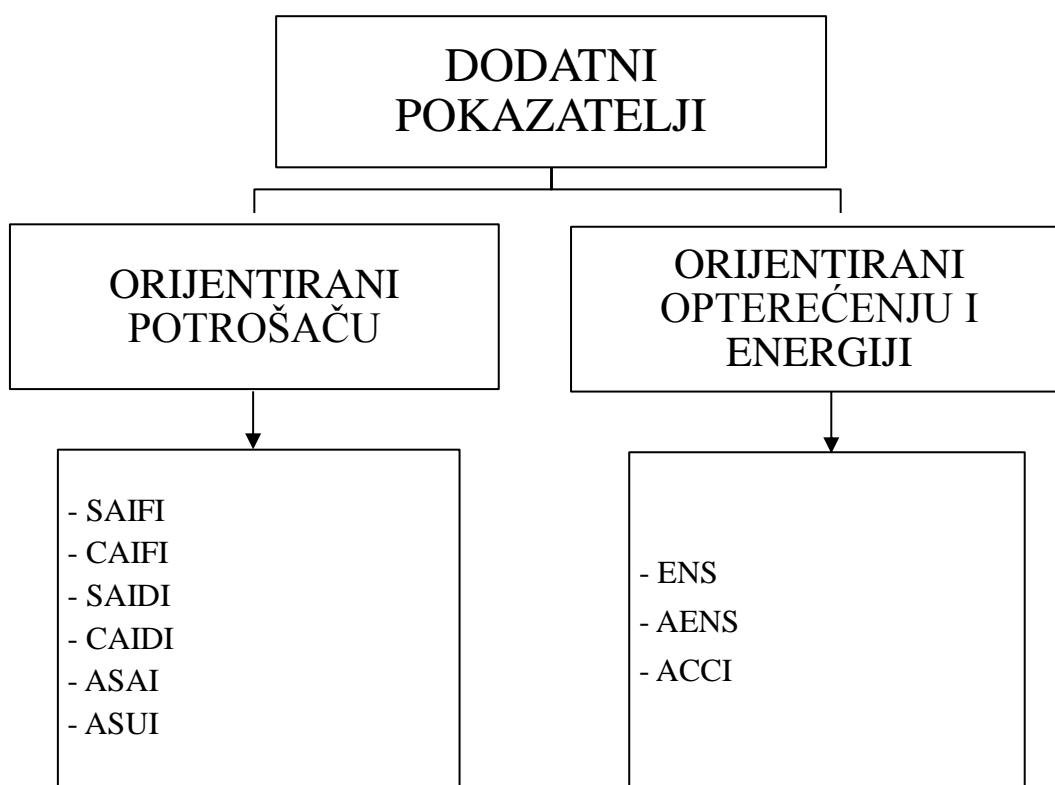 DODATNI
POKAZATELJI
ORIJENTIRANI
POTROŠAČU
ORIJENTIRANI
OPTEREĆENJU I
ENERGIJI
- SAIFI
- CAIFI
- SAIDI
- CAIDI
- ASAI
- ASUI
- ENS
- AENS
- ACCI